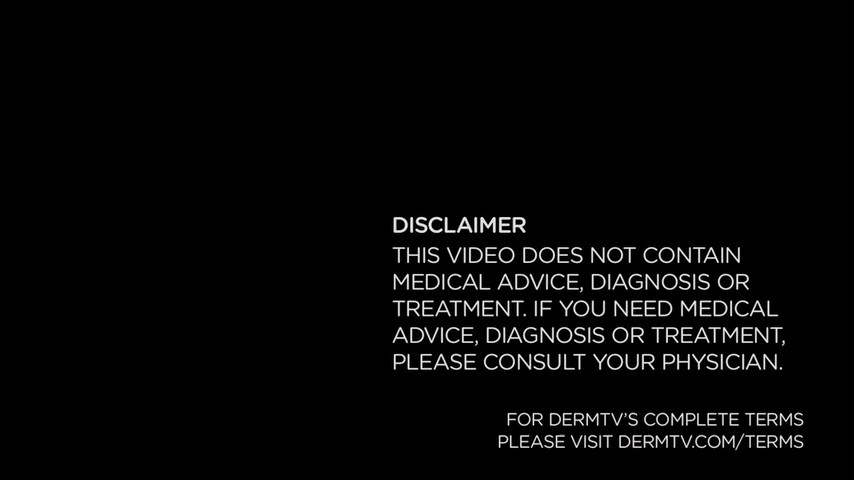 DISCLAIMER
THIS VIDEO DOES NOT CONTAIN
MEDICAL ADVICE, DIAGNOSIS OR
TREATMENT. IF YOU NEED MEDICAL
ADVICE, DIAGNOSIS OR TREATMENT,
PLEASE CONSULT YOUR PHYSICIAN.
FOR DERMTV'S COMPLETE TERMS
PLEASE VISIT DERMTV.COM/TERMS